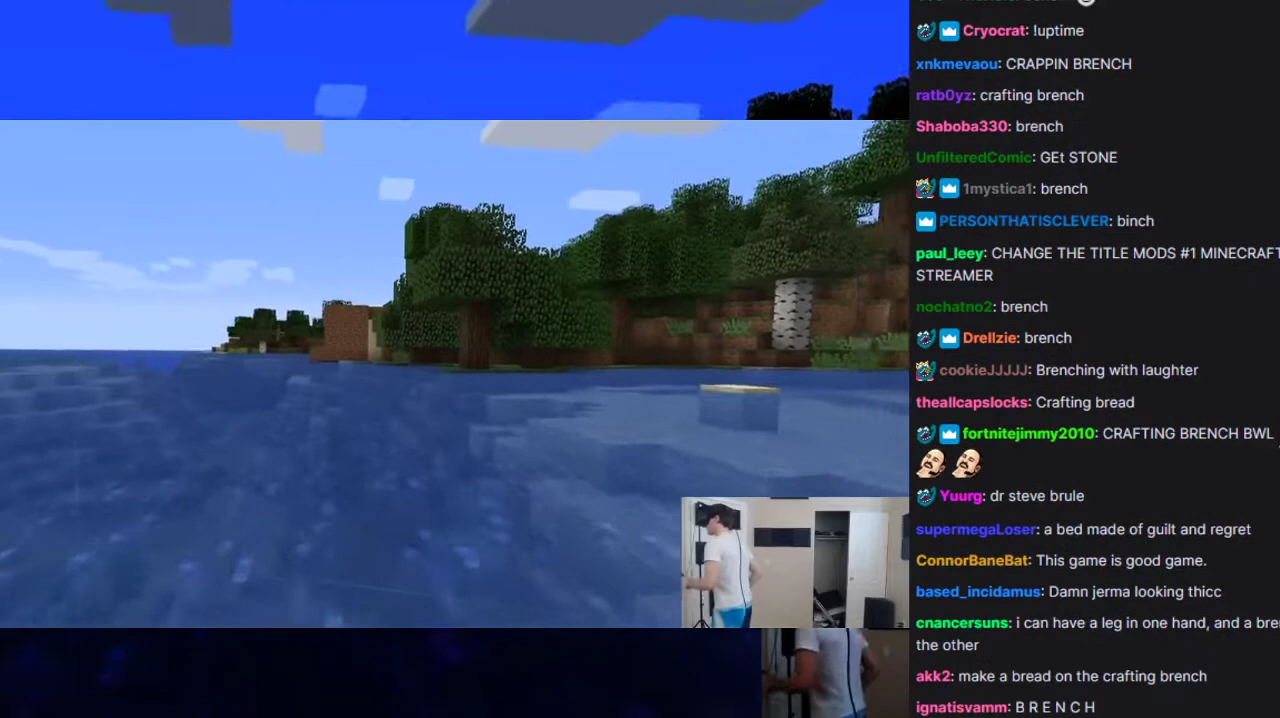 Cryocrat: !uptime
xnkmevaou: CRAPPIN BRENCH
ratb0yz: crafting brench
Shaboba330: brench
UnfilteredComic: GEt STONE
1mystica1: brench
PERSONTHATISCLEVER: binch
paul_leey: CHANGE THE TITLE MODS #1 MINECRAFT
STREAMER
nochatno2: brench
Drellzie: brench
cookieJJJJJ: Brenching with laughter
theallcapslocks: Crafting bread
fortnitejimmy2010: CRAFTING BRENCH BWL
Yuurg: dr steve brule
supermegaLoser: a bed made of guilt and regret
ConnorBaneBat: This game is good game.
based_incidamus: Damn jerma looking thicc
cnancersuns: i can have a leg in one hand, and a bre
the other
akk2: make a bread on the crafting brench
ignatisvamm: B R E N C H